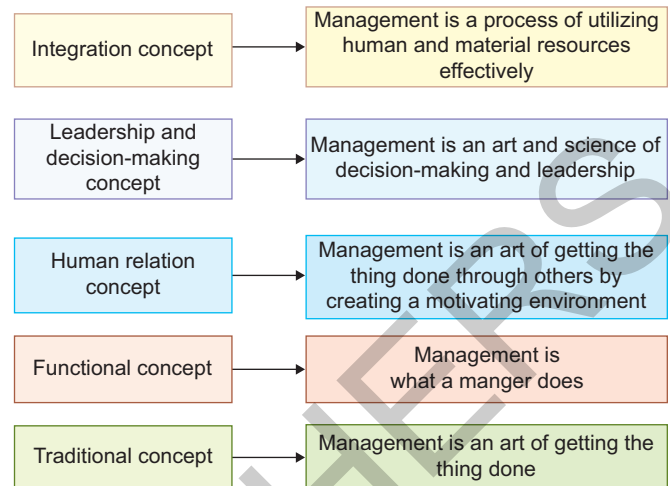 Integration concept
Management is a process of utilizing
human and material resources
effectively
Leadership and
decision-making
concept
Management is an art and science of
decision-making and leadership
Human relation
concept
Management is an art of getting the
thing done through others by
creating a motivating environment
Functional concept
Management is
what a manger does
Traditional concept
Management is an art of getting the
thing done
HERS